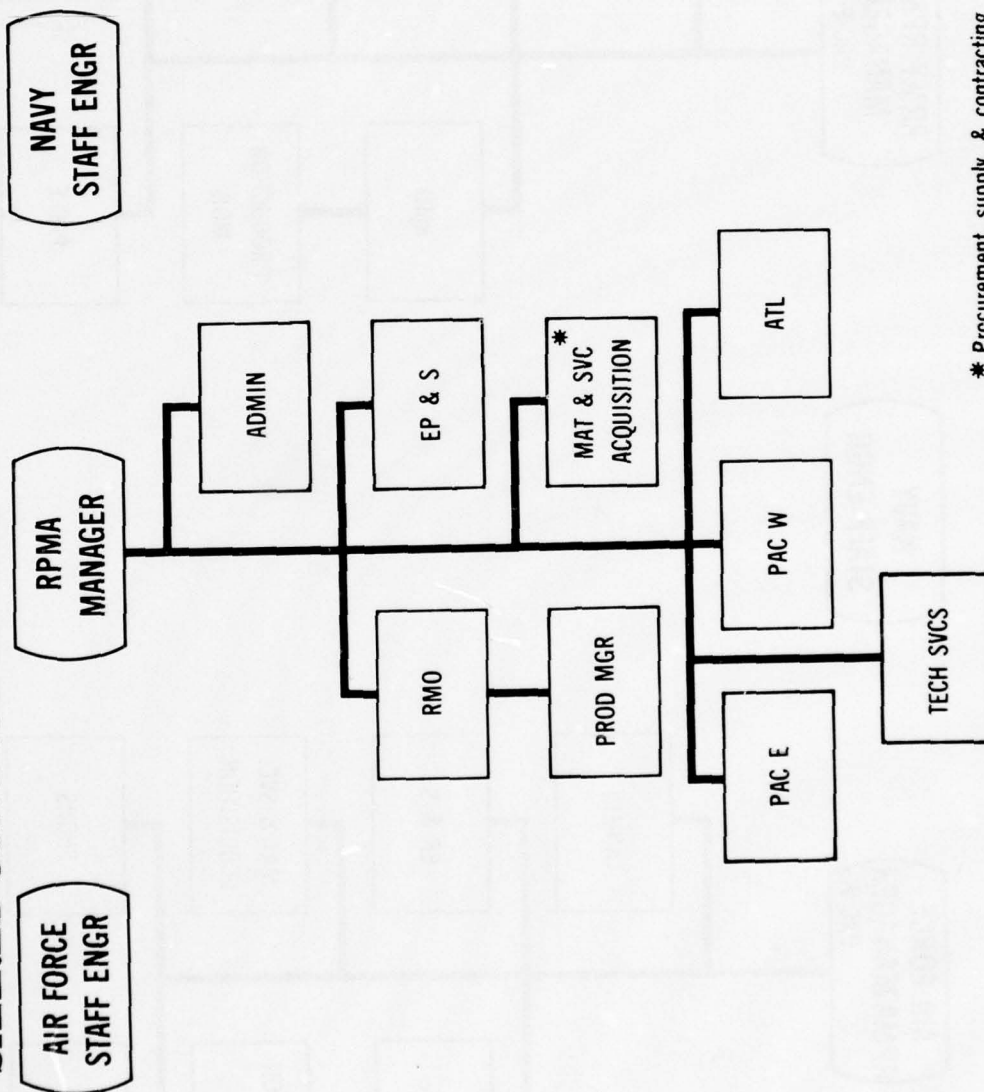 AIR FORCE
STAFF ENGR
RPMA
MANAGER
NAVY
STAFF ENGR
ADMIN
RMO
EP & S
PROD MGR
MAT & SVC *
ACQUISITION
PAC E
PAC W
ATL
TECH SVCS
* Procurement supply & contracting